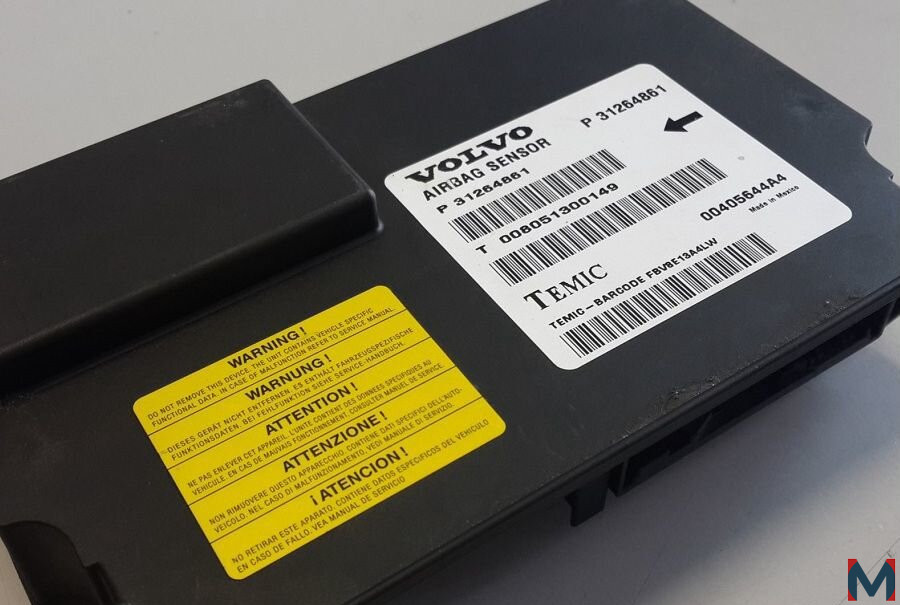 VOLVO
P 31264861
AIRBAG SENSOR
P 31264861
T 008051300149
00405644A4
Made in Mexico
TEMIC
TEMIC-BARCODE FBVBE13A4LW
WARNING!
DO NOT REMOVE THIS DEVICE. THE UNIT CONTAINS VEHICLE SPECIFIC
FUNCTIONAL DATA. IN CASE OF MALFUNCTION REFER TO SERVICE MANUAL.
WARNUNG!
DIESES GERÄT NICHT ENTFERNEN. ES ENTHÄLT FAHRZEUGSPEZIFISCHE
FUNKTIONSDATEN. BEI FEHLFUNKTION SIEHE SERVICE-HANDBUCH.
ATTENTION!
NE PAS ENLEVER CET APPAREIL. L'UNITE CONTIENT DES DONNEES SPECIFIQUES AU
VEHICULE: EN CAS DE MAUVAIS FONCTIONNEMENT CONSULTER MANUEL DE SERVICE.
ATTENZIONE!
NON RIMUOVERE QUESTO APPARECCHIO. CONTIENE DATI SPECIFICI DELL'AUTO-
VEICOLO. NEL CASO DI MALFUNZIONAMENTO. VEDI MANUALE DI SERVIZIO.
¡ATENCION!
NO RETIRAR ESTE APARATO. CONTIENE DATOS ESPECIFICOS DEL VEHICULO
EN CASO DE FALLO. VEA MANUAL DE SERVICIO
M